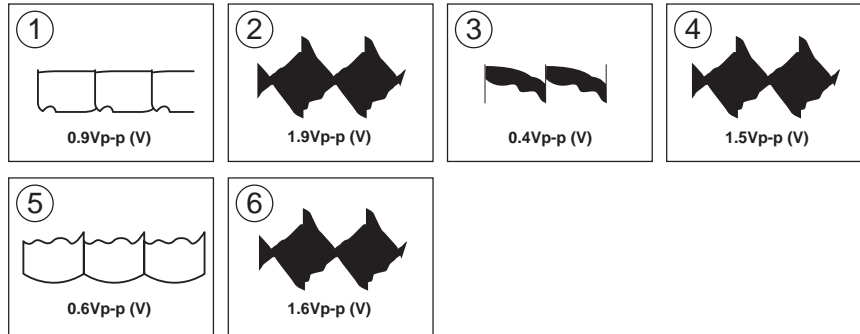 1
0.9Vp-p (V)
2
1.9Vp-p (V)
3
0.4Vp-p (V)
4
1.5Vp-p (V)
5
0.6Vp-p (V)
6
1.6Vp-p (V)